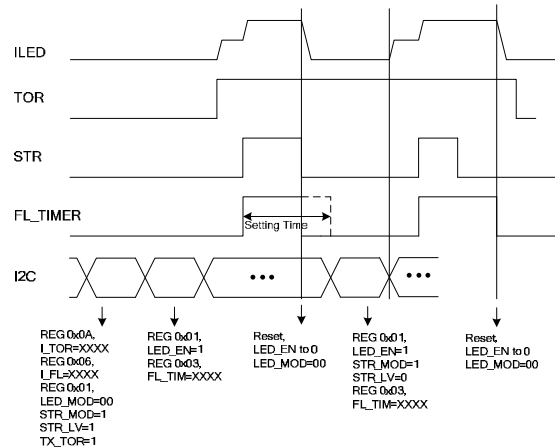 ILED
TOR
STR
FL_TIMER
Setting Time
I2C
REG 0x0A,
I_TOR=XXXX
REG 0x06,
I_FL=XXXX
REG 0x01,
LED_MOD=00
STR_MOD=1
STR_LV=1
TX_TOR=1
REG 0x01,
LED_EN=1
REG 0x03,
FL_TIM=XXXX
Reset,
LED_EN to 0
LED_MOD=00
REG 0x01,
LED_EN=1
STR_MOD=1
STR_LV=0
REG 0x03,
FL_TIM=XXXX
Reset,
LED_EN to 0
LED_MOD=00